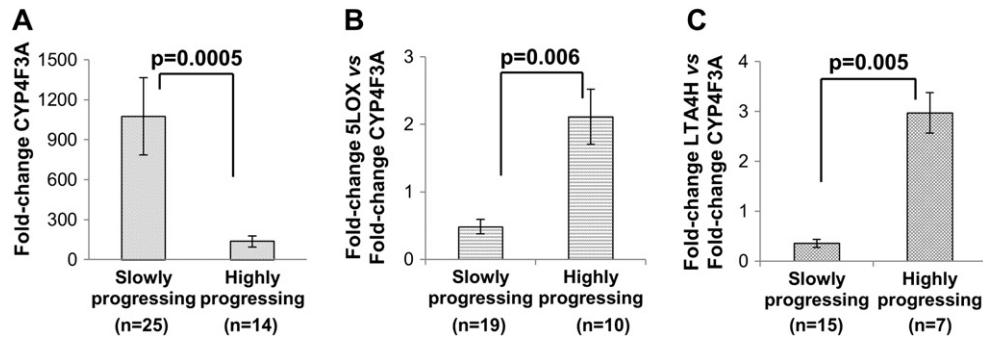 A
Fold-change CYP4F3A
1500
1200
900
600
300
0
p=0.0005
Slowly progressing
(n=25)
Highly progressing
(n=14)
B
Fold-change 5LOX vs
Fold-change CYP4F3A
3
2
1
0
p=0.006
Slowly progressing
(n=19)
Highly progressing
(n=10)
C
Fold-change LTA4H vs
Fold-change CYP4F3A
4
3
2
1
0
p=0.005
Slowly progressing
(n=15)
Highly progressing
(n=7)